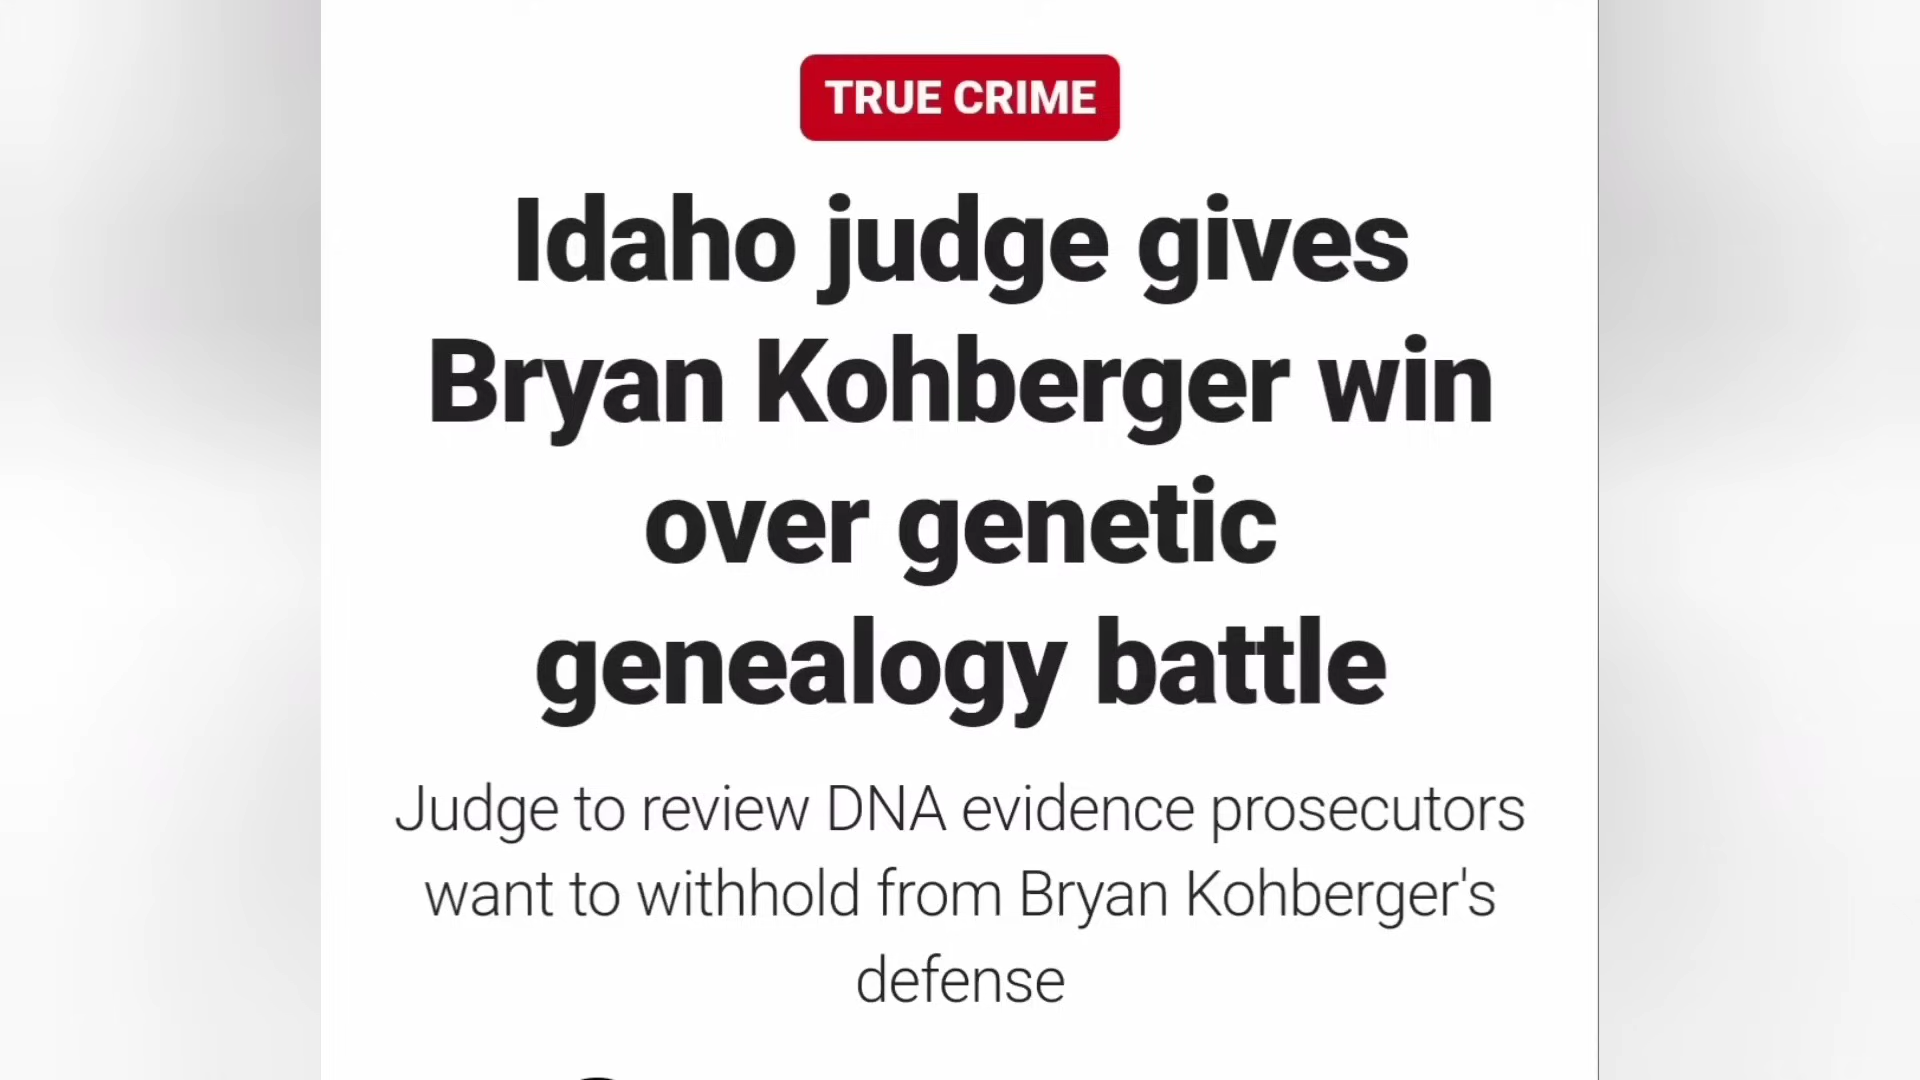 TRUE CRIME
Idaho judge gives
Bryan Kohberger win
over genetic
genealogy battle
Judge to review DNA evidence prosecutors
want to withhold from Bryan Kohberger's
defense